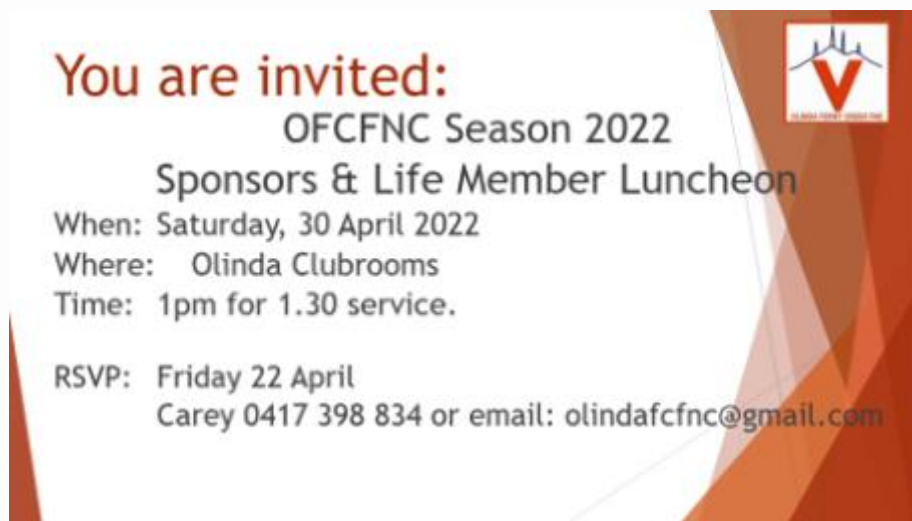 You are invited:
OFCFNC Season 2022
Sponsors & Life Member Luncheon
When: Saturday, 30 April 2022
Where: Olinda Clubrooms
Time: 1pm for 1.30 service.
RSVP: Friday 22 April
Carey 0417 398 834 or email: olindafcfnc@gmail.com
V